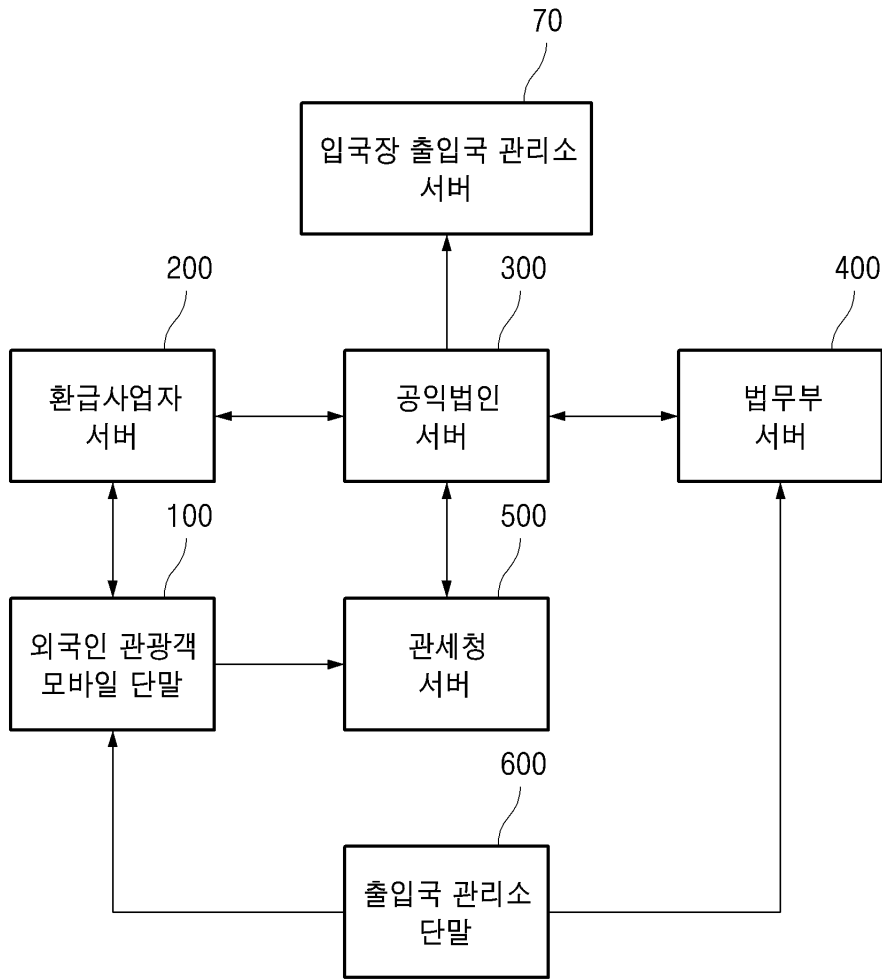 70
입국장 출입국 관리소
서버
200
300
400
환급사업자
서버
공익법인
서버
법무부
서버
100
500
외국인 관광객
모바일 단말
관세청
서버
600
출입국 관리소
단말